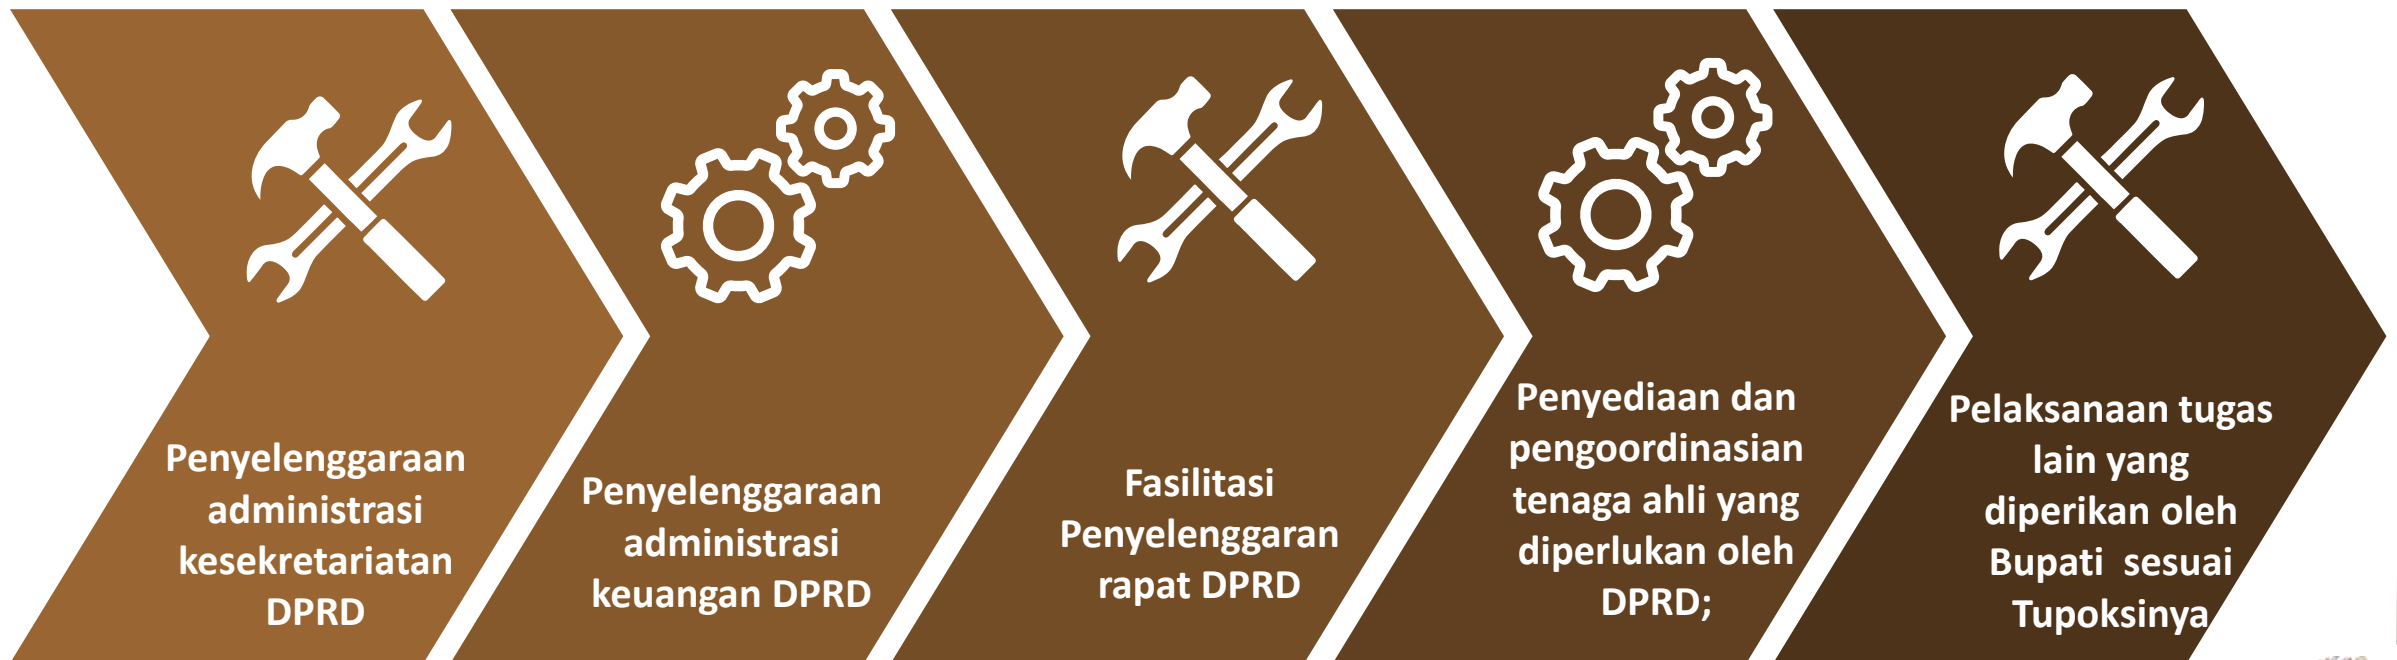 Penyelenggaraan
administrasi
kesekretariatan
DPRD
Penyelenggaraan
administrasi
keuangan DPRD
Fasilitasi
Penyelenggaran
rapat DPRD
Penyediaan dan
pengoordinasian
tenaga ahli yang
diperlukan oleh
DPRD;
Pelaksanaan tugas
lain yang
diperikan oleh
Bupati  sesuai
Tupoksinya